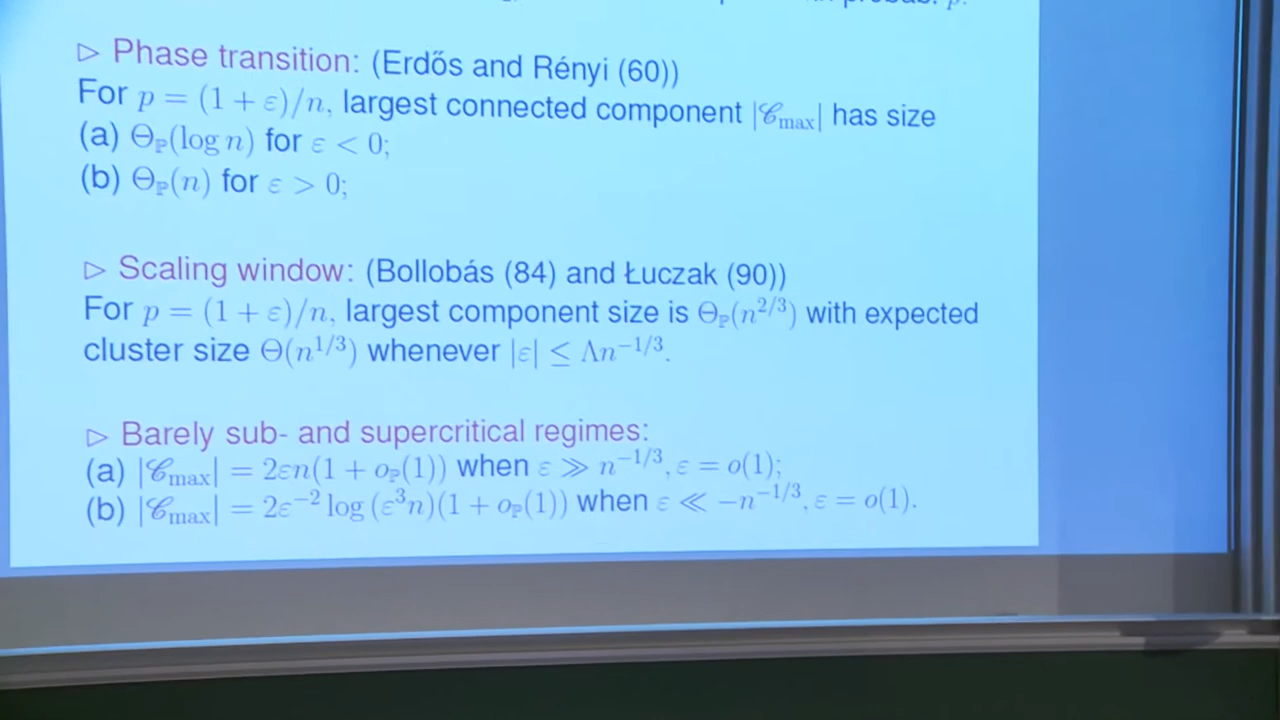 p.
▷ Phase transition: (Erdős and Rényi (60))
For p = (1 + ε)/n, largest connected component |𝒞max| has size
(a) Θℙ(log n) for ε < 0;
(b) Θℙ(n) for ε > 0;
▷ Scaling window: (Bollobás (84) and Łuczak (90))
For p = (1 + ε)/n, largest component size is Θℙ(n^{2/3}) with expected
cluster size Θ(n^{1/3}) whenever |ε| ≤ Λn^{−1/3}.
▷ Barely sub- and supercritical regimes:
(a) |𝒞max| = 2εn(1 + oℙ(1)) when ε ≫ n^{−1/3}, ε = o(1);
(b) |𝒞max| = 2ε^{−2} log (ε^3n)(1 + oℙ(1)) when ε ≪ −n^{−1/3}, ε = o(1).